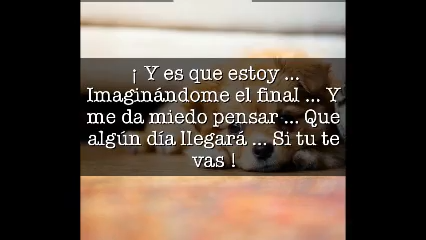 ¡ Y es que estoy ...
Imaginándome el final ... Y
me da miedo pensar ... Que
algún día llegará ... Si tu te
vas !